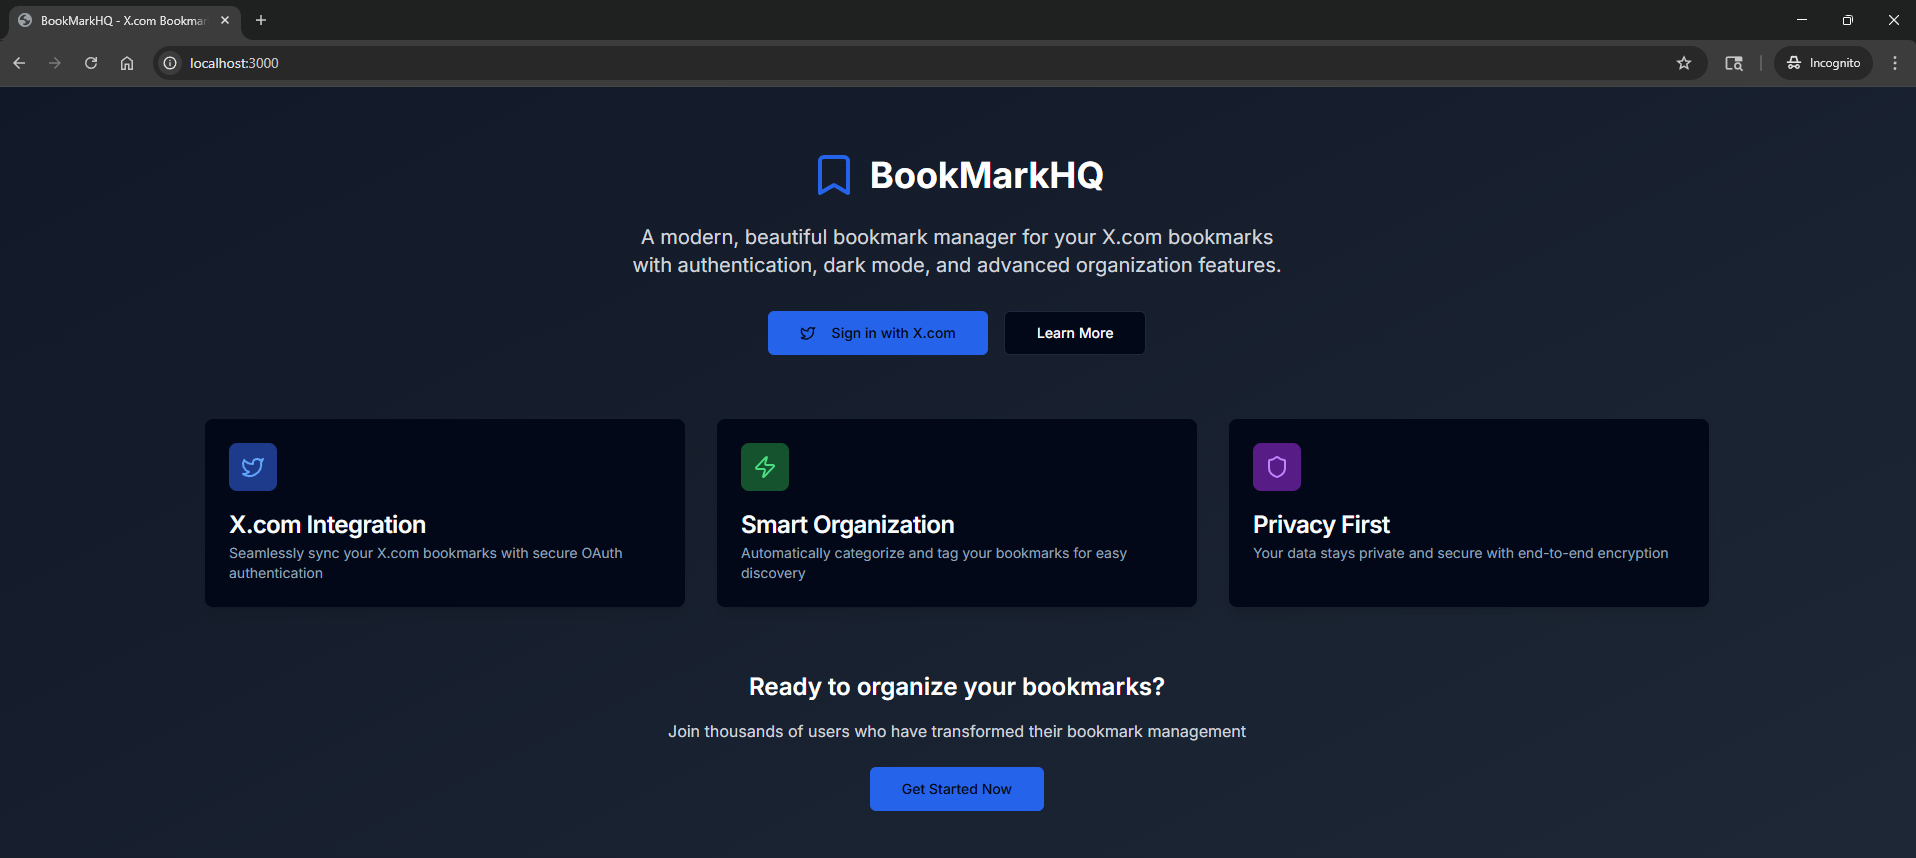 BookMarkHQ - X.com Bookmar
localhost:3000
Incognito
BookMarkHQ
A modern, beautiful bookmark manager for your X.com bookmarks
with authentication, dark mode, and advanced organization features.
Sign in with X.com
Learn More
X.com Integration
Seamlessly sync your X.com bookmarks with secure OAuth
authentication
Smart Organization
Automatically categorize and tag your bookmarks for easy
discovery
Privacy First
Your data stays private and secure with end-to-end encryption
Ready to organize your bookmarks?
Join thousands of users who have transformed their bookmark management
Get Started Now